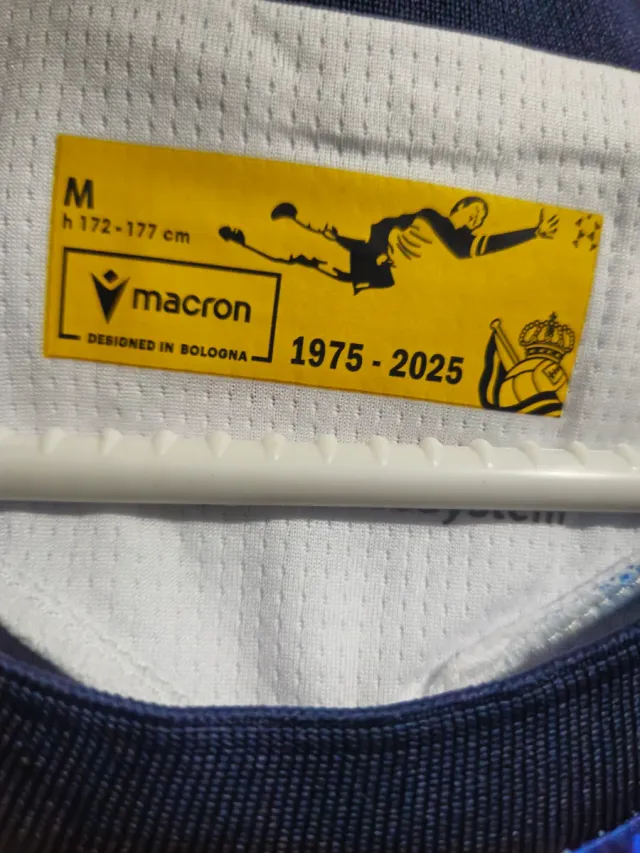 M
h 172-177 cm
macron
DESIGNED IN BOLOGNA
1975 - 2025